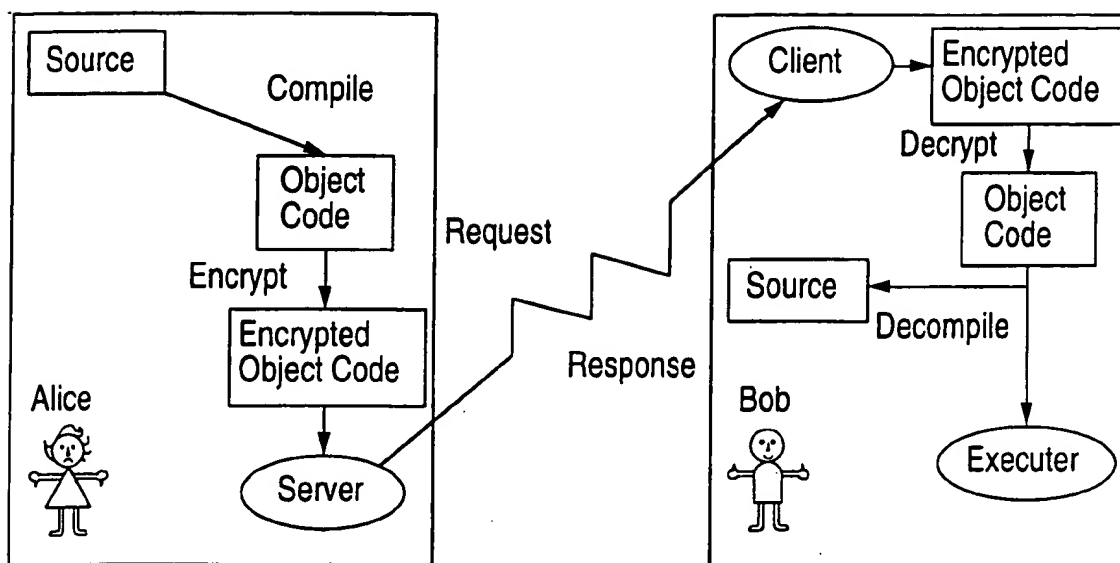 Source
Compile
Object
Code
Encrypt
Encrypted
Object Code
Alice
Server
Request
Response
Client
Encrypted
Object Code
Decrypt
Object
Code
Source
Decompile
Bob
Executer